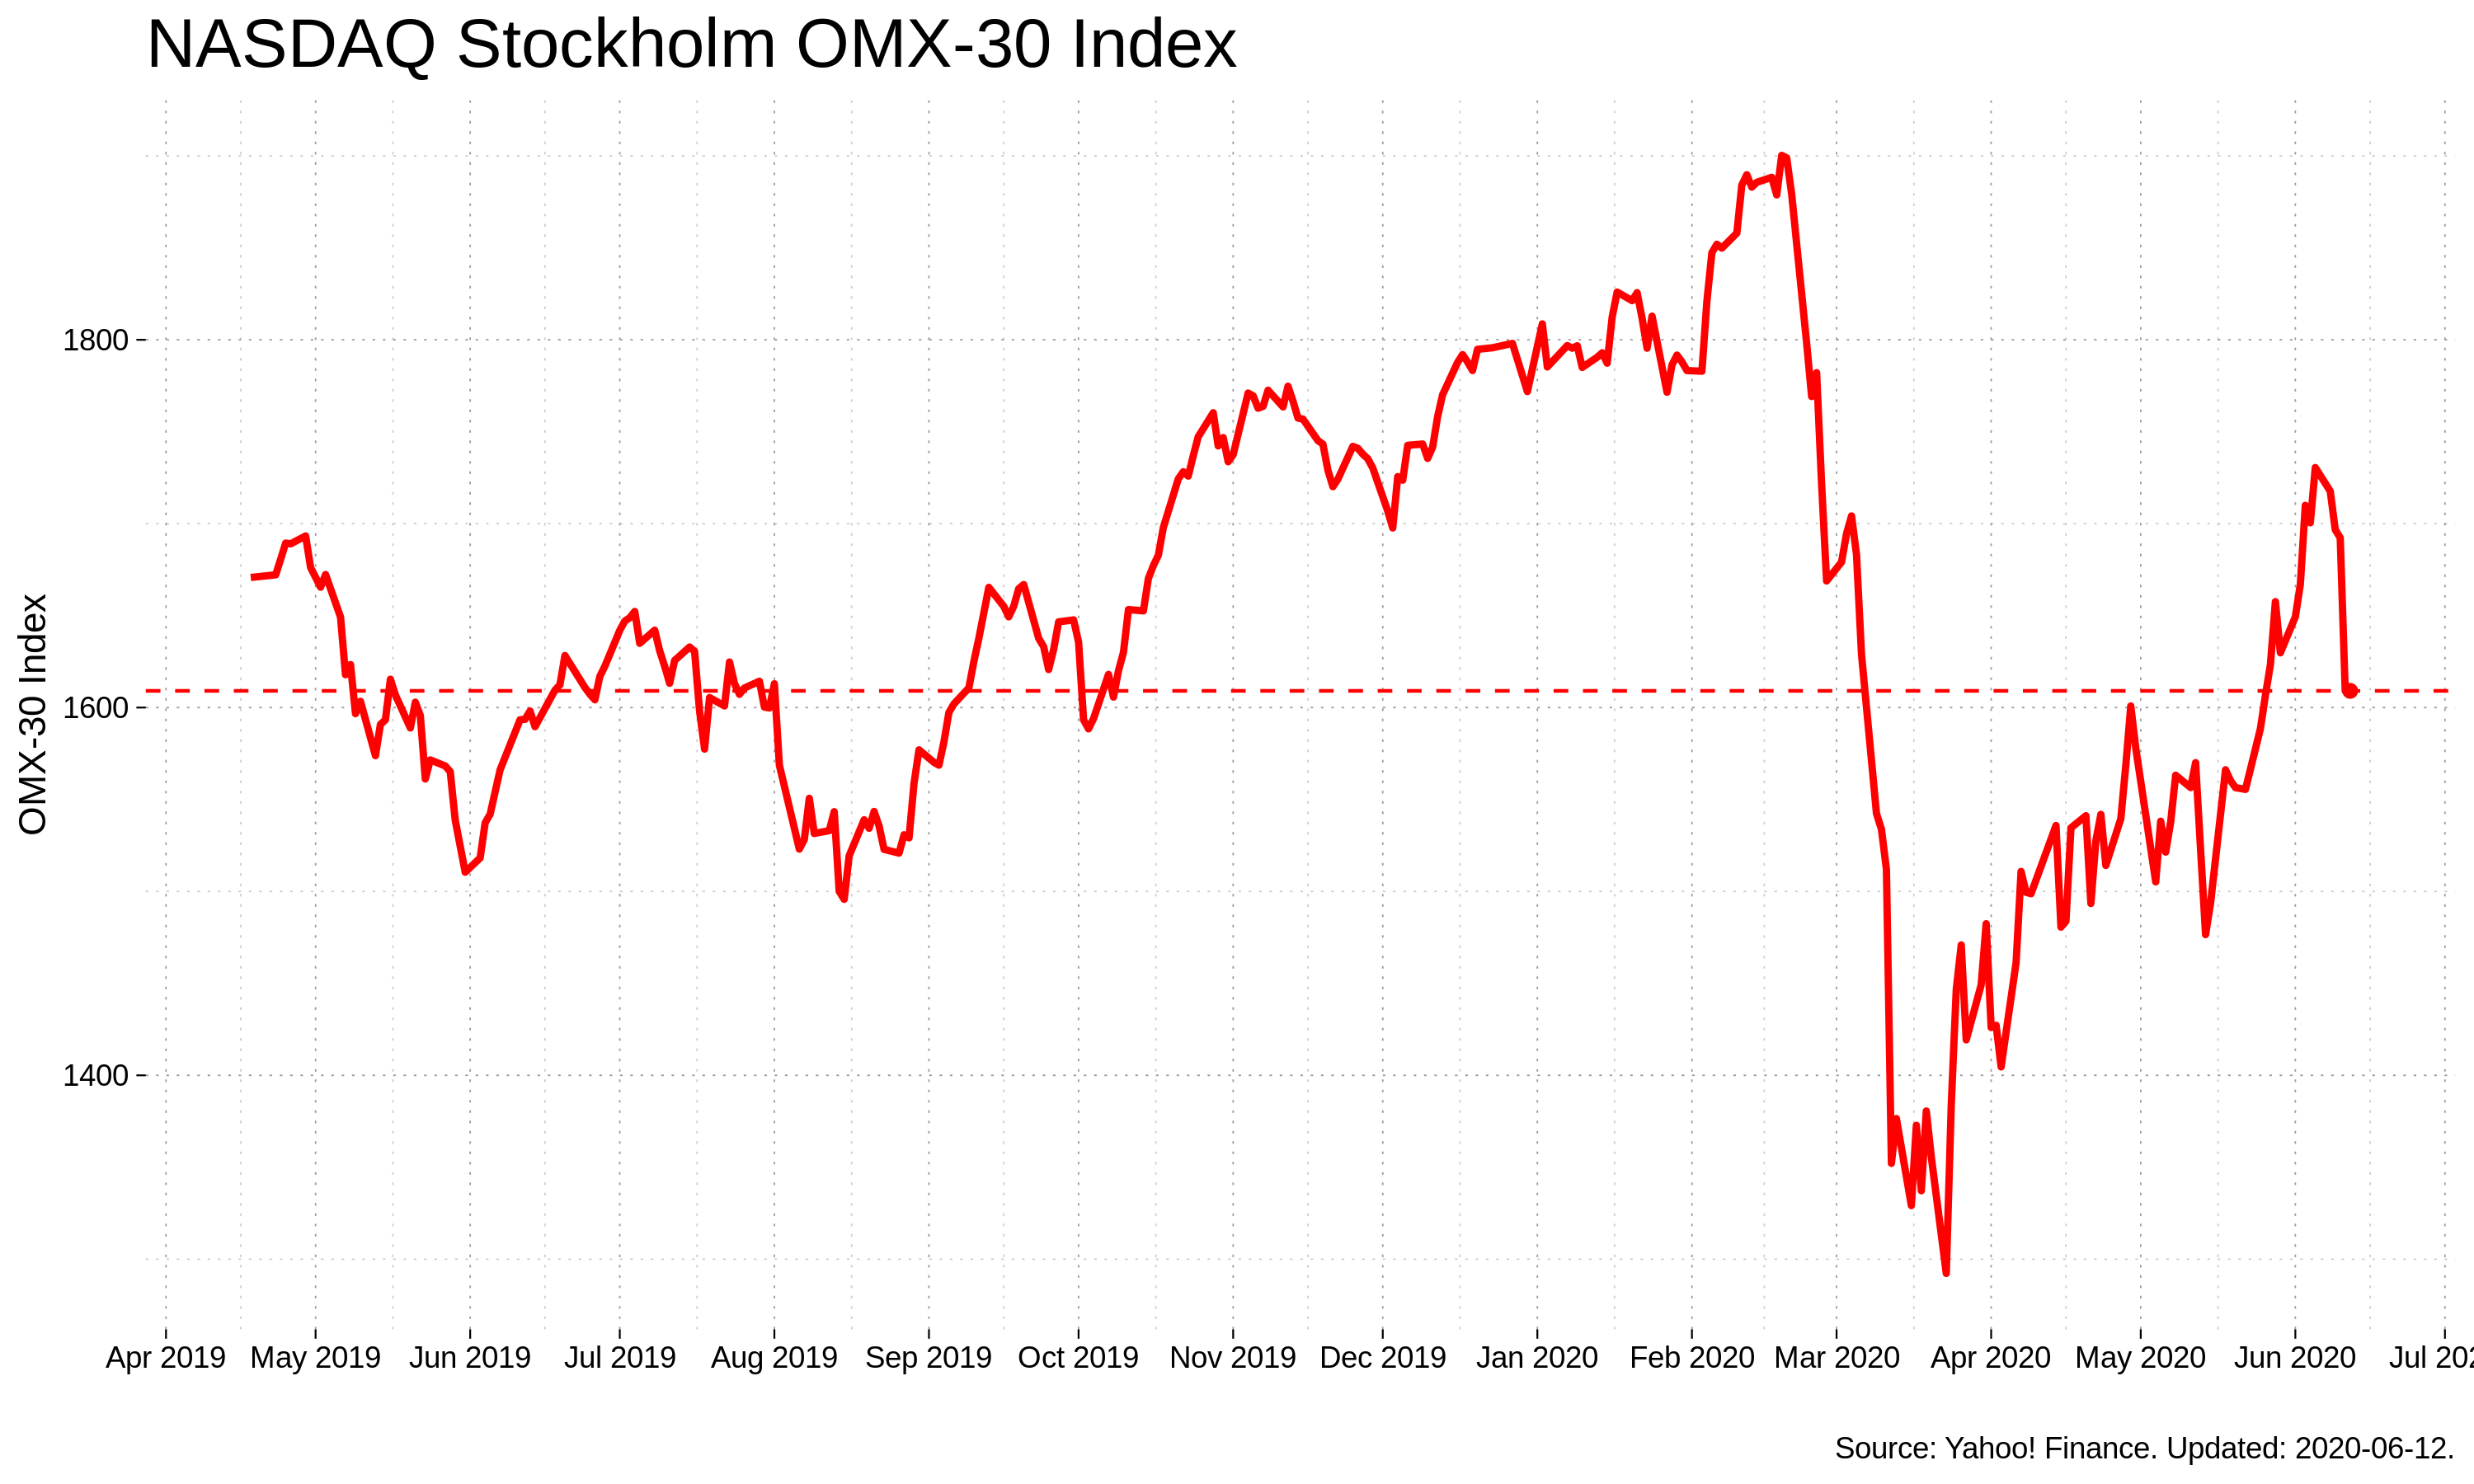 NASDAQ Stockholm OMX-30 Index
OMX-30 Index
1800
1600
1400
Apr 2019 May 2019 Jun 2019 Jul 2019 Aug 2019 Sep 2019 Oct 2019 Nov 2019 Dec 2019 Jan 2020 Feb 2020 Mar 2020 Apr 2020 May 2020 Jun 2020 Jul 202
Source: Yahoo! Finance. Updated: 2020-06-12.